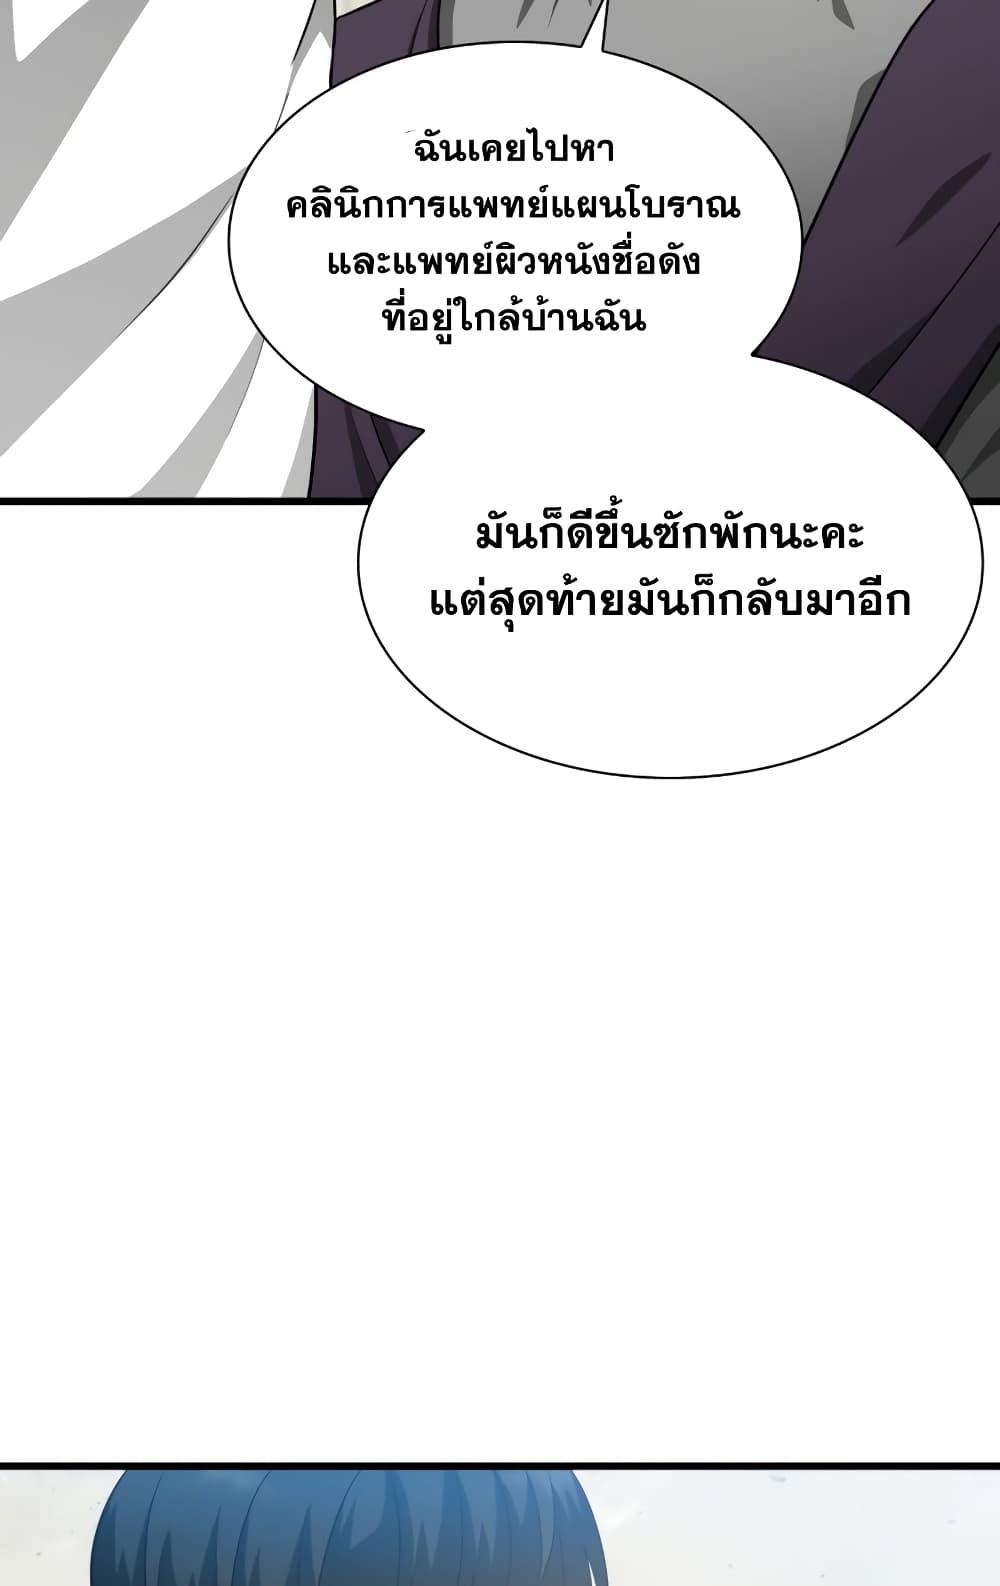 ฉันเคยไปหา
คลินิกการแพทย์แผนโบราณ
และแพทย์ผิวหนังชื่อดัง
ที่อยู่ใกล้บ้านฉัน
มันก็ดีขึ้นซักพักนะคะ
แต่สุดท้ายมันก็กลับมาอีก